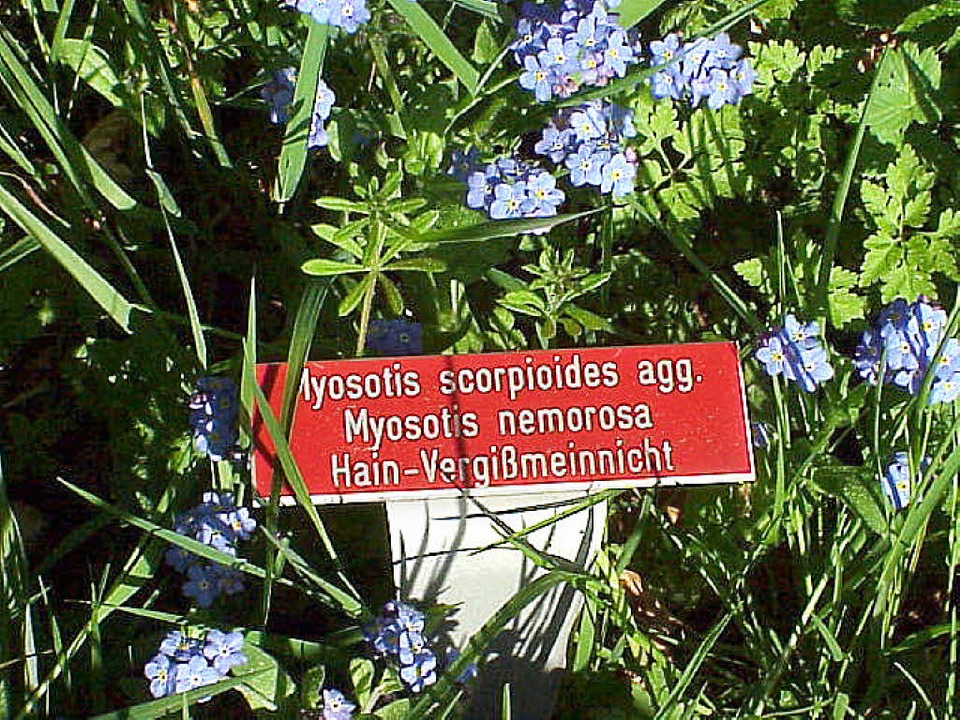 Myosotis scorpioides agg.
Myosotis nemorosa
Hain-Vergißmeinnicht